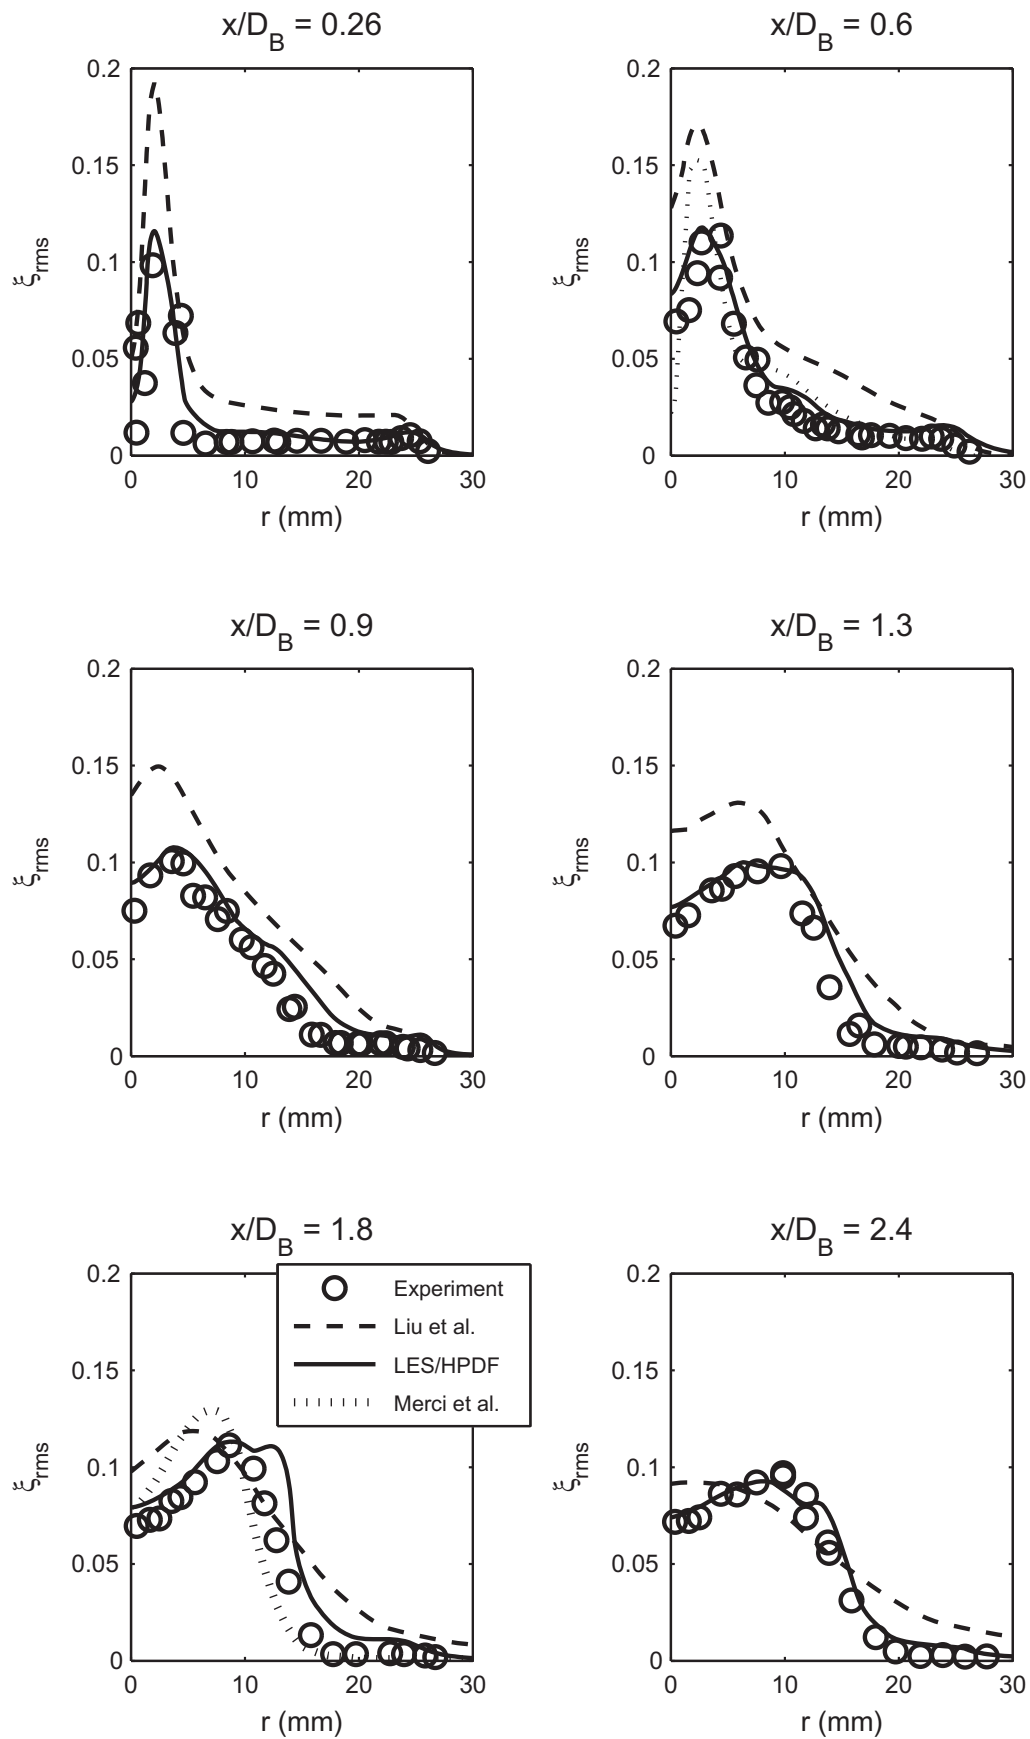 x/D_B = 0.26
0.2
0.15
0.1
0.05
0
ξ_rms
0 10 20 30
r (mm)
x/D_B = 0.6
0.2
0.15
0.1
0.05
0
ξ_rms
0 10 20 30
r (mm)
x/D_B = 0.9
0.2
0.15
0.1
0.05
0
ξ_rms
0 10 20 30
r (mm)
x/D_B = 1.3
0.2
0.15
0.1
0.05
0
ξ_rms
0 10 20 30
r (mm)
x/D_B = 1.8
0.2
0.15
0.1
0.05
0
ξ_rms
0 10 20 30
r (mm)
Experiment
Liu et al.
LES/HPDF
Merci et al.
x/D_B = 2.4
0.2
0.15
0.1
0.05
0
ξ_rms
0 10 20 30
r (mm)